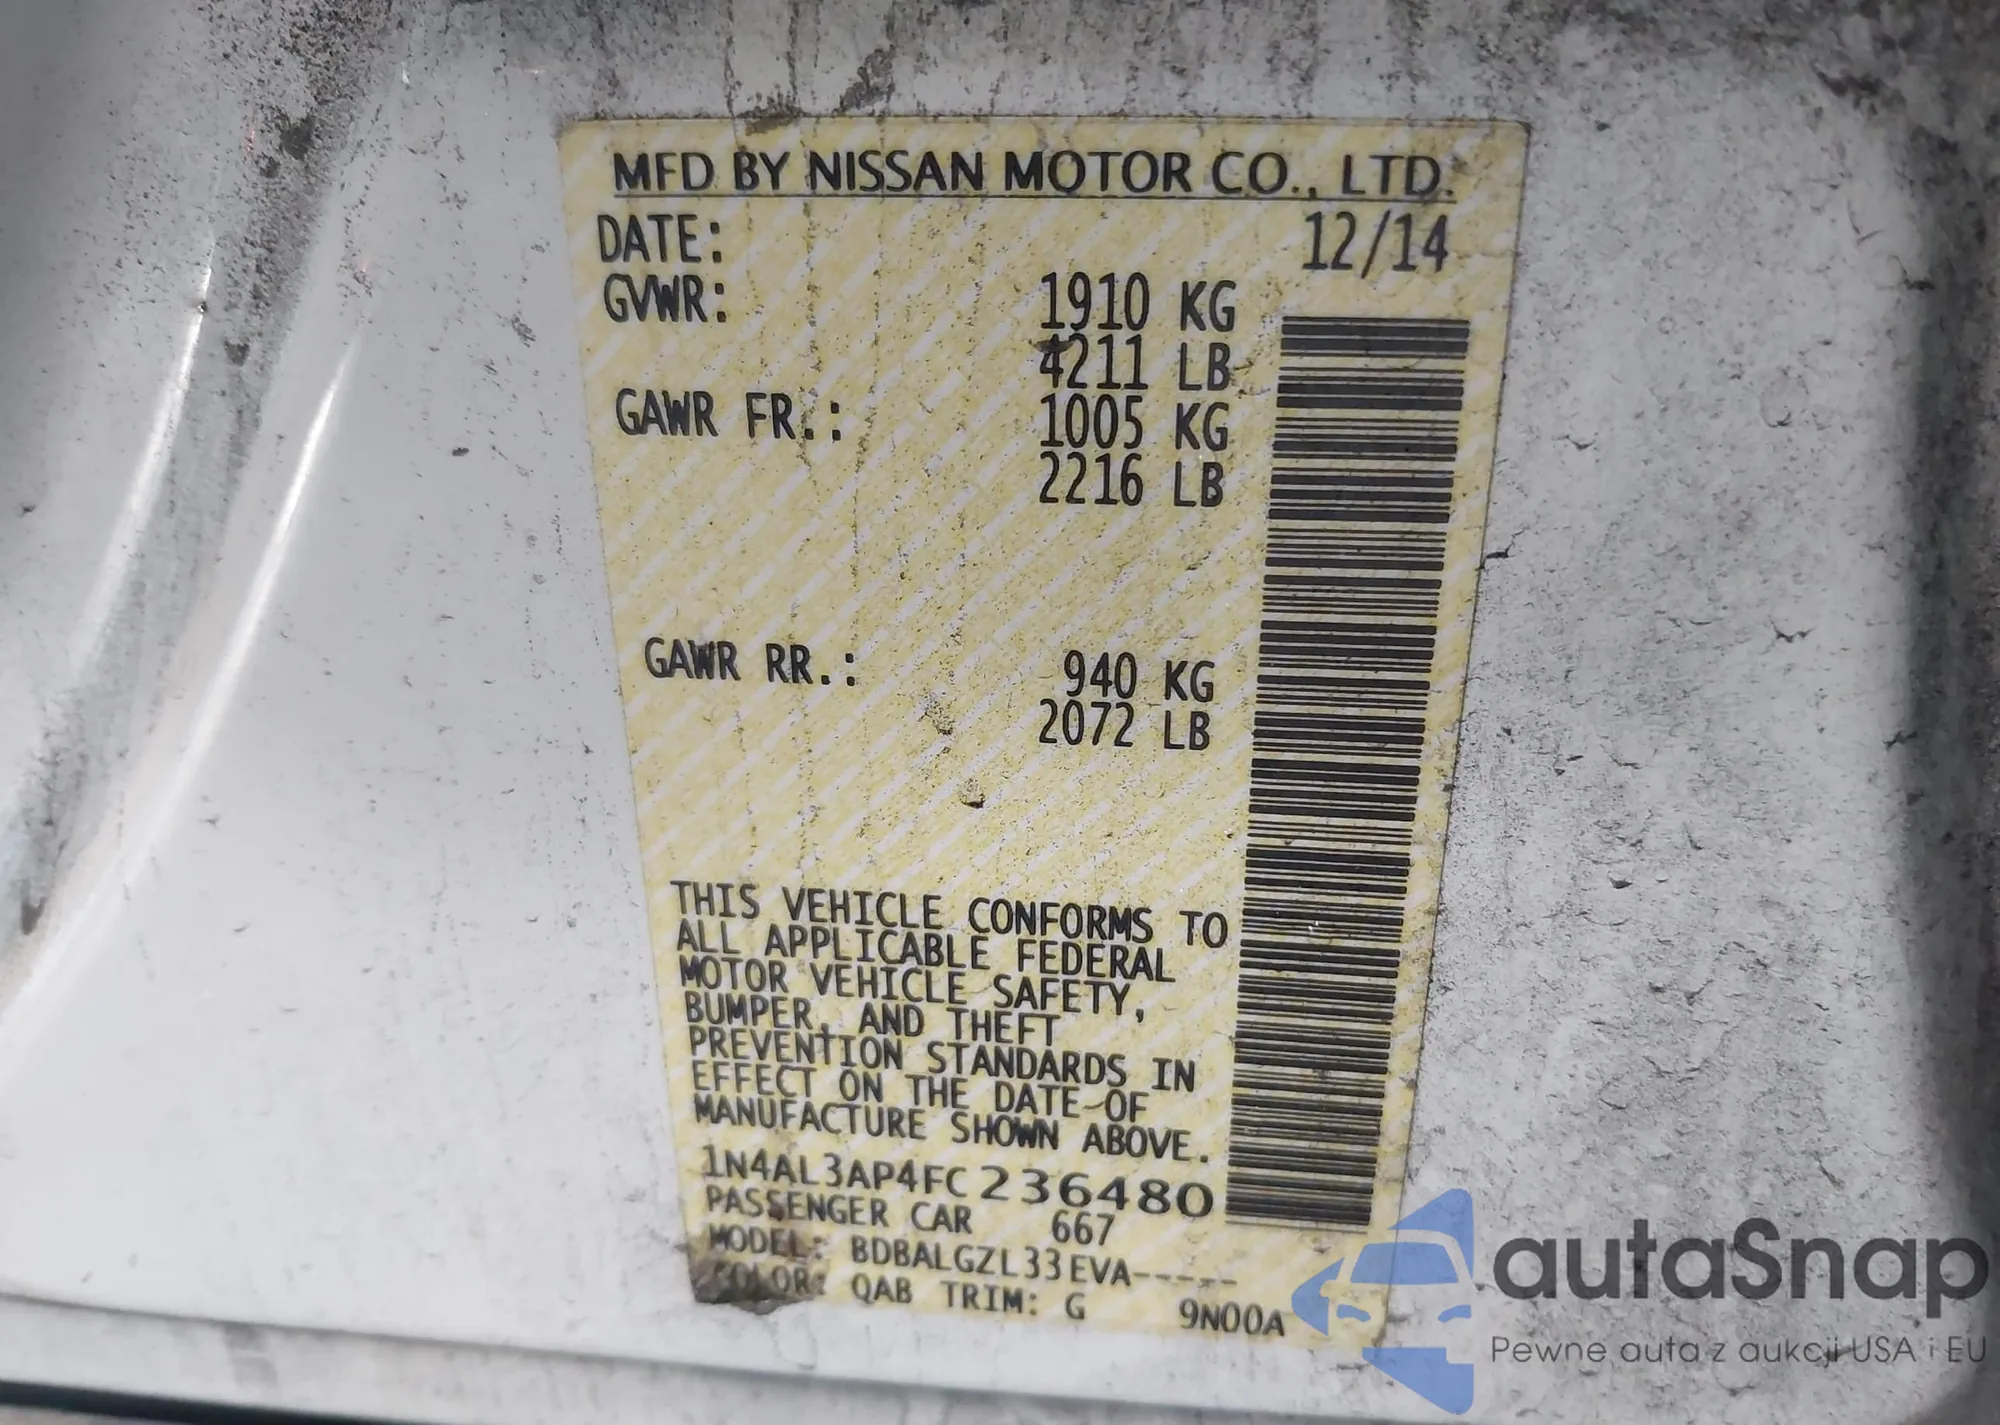 MFD BY NISSAN MOTOR CO., LTD.
DATE: 12/14
GVWR: 1910 KG
4211 LB
GAWR FR.: 1005 KG
2216 LB
GAWR RR.: 940 KG
2072 LB
THIS VEHICLE CONFORMS TO
ALL APPLICABLE FEDERAL
MOTOR VEHICLE SAFETY,
BUMPER, AND THEFT
PREVENTION STANDARDS IN
EFFECT ON THE DATE OF
MANUFACTURE SHOWN ABOVE.
1N4AL3AP4FC236480
PASSENGER CAR 667
MODEL: BDBALGZL33EVA-----
COLOR: QAB TRIM: G 9N00A
autaSnap
Pewne auta z aukcji USA i EU